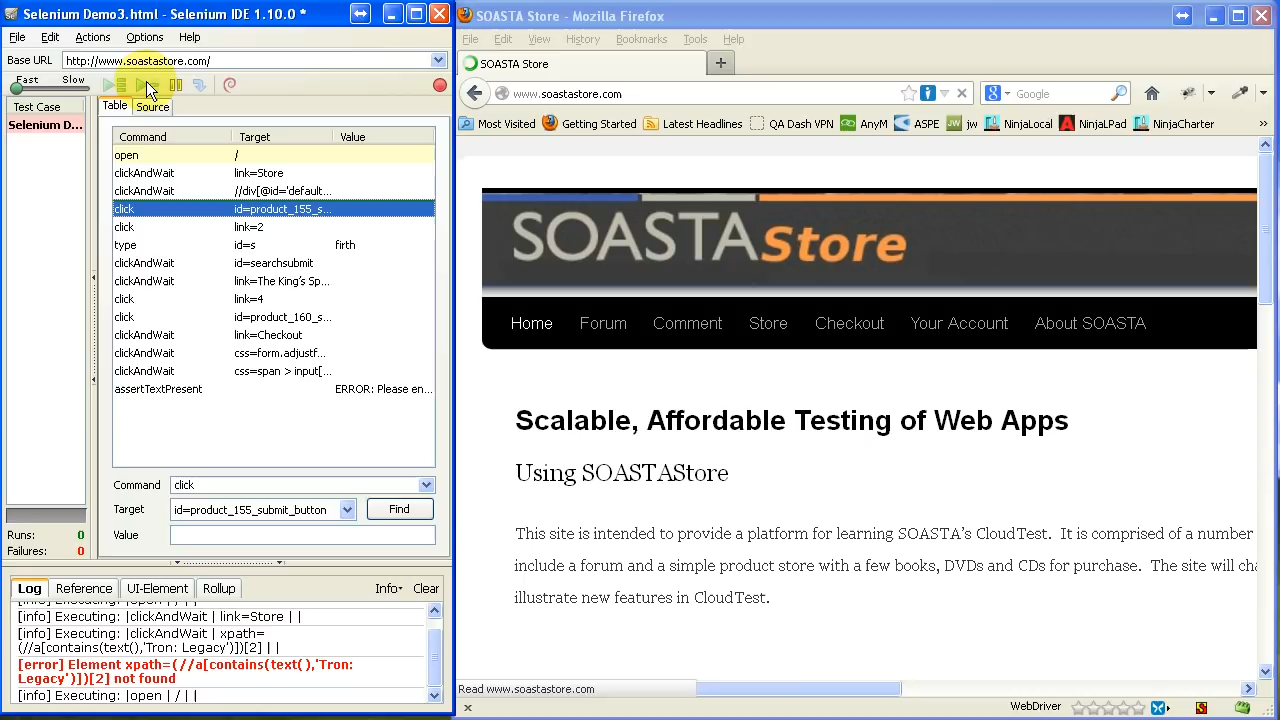 Selenium Demo3.html - Selenium IDE 1.10.0 *
File Edit Actions Options Help
Base URL http://www.soastastore.com/
Fast Slow
Test Case
Selenium D...
Table Source
Command Target Value
open /
clickAndWait link=Store
clickAndWait //div[@id='default...
click id=product_155_s...
click link=2
type id=s firth
clickAndWait id=searchsubmit
clickAndWait link=The King's Sp...
click link=4
click id=product_160_s...
clickAndWait link=Checkout
clickAndWait css=form.adjustf...
clickAndWait css=span > input[...
assertTextPresent ERROR: Please en...
Command click
Target id=product_155_submit_button Find
Value
Runs: 0
Failures: 0
Log Reference UI-Element Rollup Info Clear
[info] Executing: |open | / | |
[info] Executing: |clickAndWait | link=Store | |
[info] Executing: |clickAndWait | xpath=
(//a[contains(text(),'Tron: Legacy')])[2] | |
[error] Element xpath=(//a[contains(text(),'Tron:
Legacy')])[2] not found
[info] Executing: |open | / | |
SOASTA Store - Mozilla Firefox
File Edit View History Bookmarks Tools Help
SOASTA Store
www.soastastore.com Google
Most Visited Getting Started Latest Headlines QA Dash VPN AnyM ASPE jw NinjaLocal NinjaLPad NinjaCharter
SOASTA Store
Home Forum Comment Store Checkout Your Account About SOASTA
Scalable, Affordable Testing of Web Apps
Using SOASTAStore
This site is intended to provide a platform for learning SOASTA's CloudTest. It is comprised of a number
include a forum and a simple product store with a few books, DVDs and CDs for purchase. The site will cha
illustrate new features in CloudTest.
Read www.soastastore.com
WebDriver